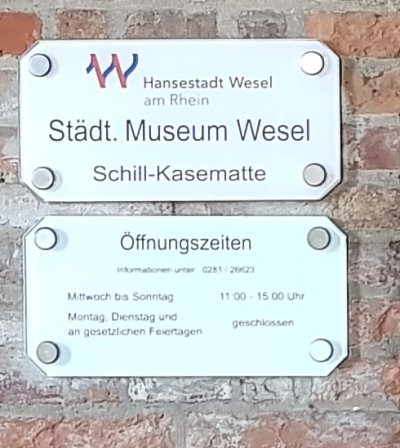 Hansestadt Wesel
am Rhein
Städt. Museum Wesel
Schill-Kasematte
Öffnungszeiten
Informationen unter 0281 / 26623
Mittwoch bis Sonntag 11:00 - 15:00 Uhr
Montag, Dienstag und
an gesetzlichen Feiertagen geschlossen